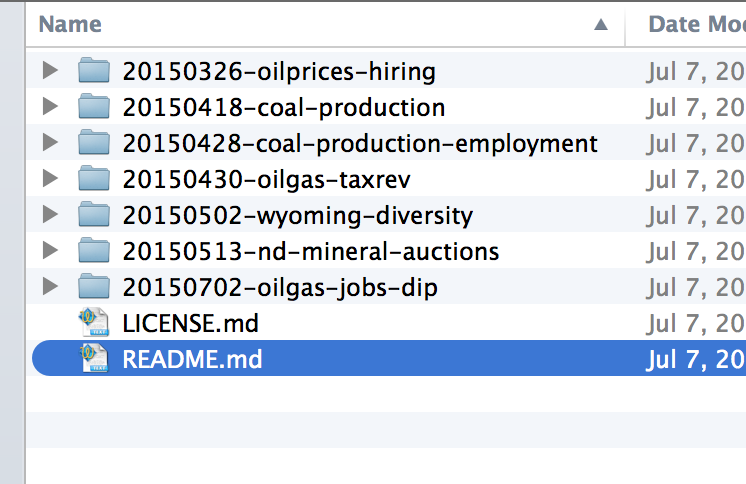 Name Date Mo
20150326-oilprices-hiring Jul 7, 20
20150418-coal-production Jul 7, 20
20150428-coal-production-employment Jul 7, 20
20150430-oilgas-taxrev Jul 7, 20
20150502-wyoming-diversity Jul 7, 20
20150513-nd-mineral-auctions Jul 7, 20
20150702-oilgas-jobs-dip Jul 7, 20
LICENSE.md Jul 7, 20
README.md Jul 7, 20